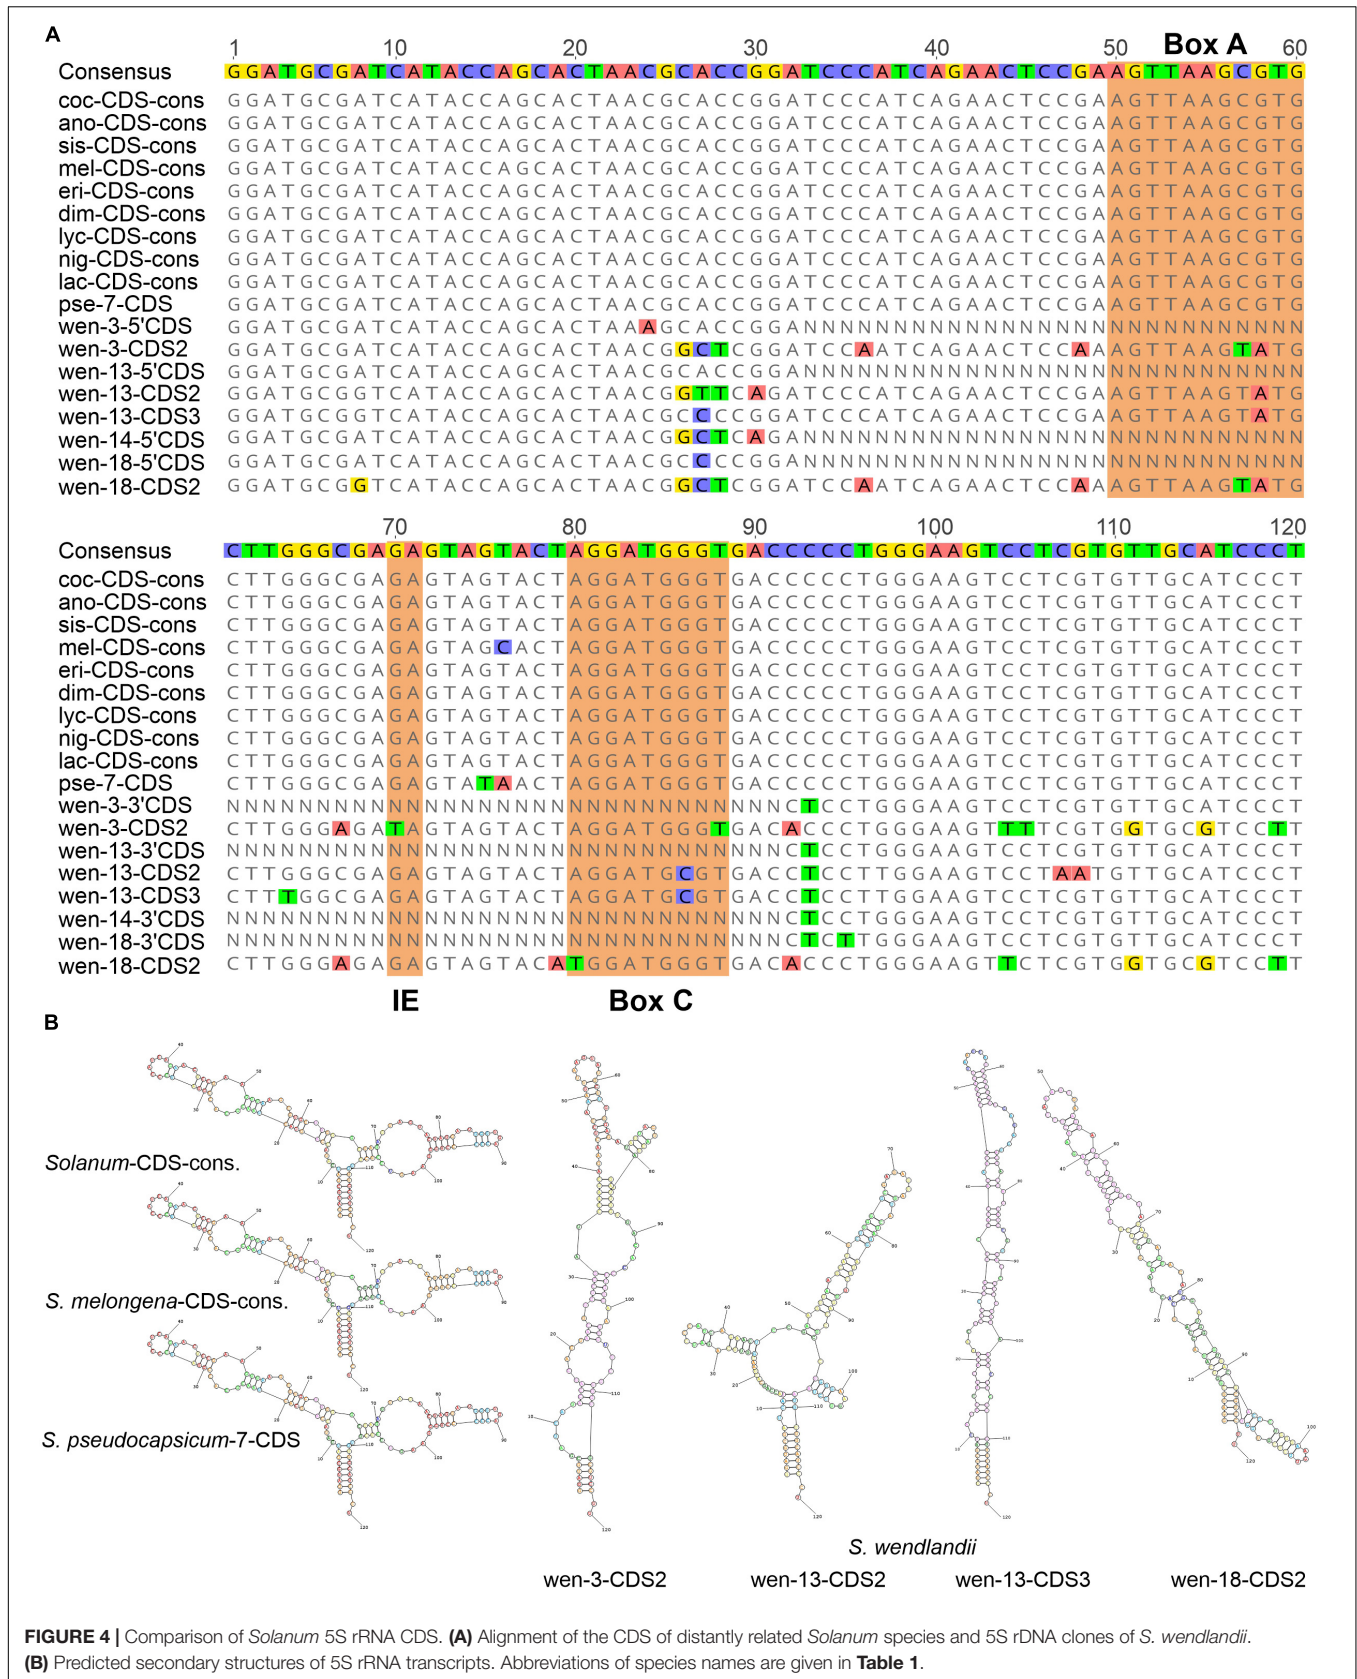 A
1 10 20 30 40 50 Box A 60
Consensus GGATGCGATCATACCAGCACTAACGCACCGGATCCCATCAGAACTCCGAAGTTAAGCGTG
coc-CDS-cons GGATGCGATCATACCAGCACTAACGCACCGGATCCCATCAGAACTCCGAAGTTAAGCGTG
ano-CDS-cons GGATGCGATCATACCAGCACTAACGCACCGGATCCCATCAGAACTCCGAAGTTAAGCGTG
sis-CDS-cons GGATGCGATCATACCAGCACTAACGCACCGGATCCCATCAGAACTCCGAAGTTAAGCGTG
mel-CDS-cons GGATGCGATCATACCAGCACTAACGCACCGGATCCCATCAGAACTCCGAAGTTAAGCGTG
eri-CDS-cons GGATGCGATCATACCAGCACTAACGCACCGGATCCCATCAGAACTCCGAAGTTAAGCGTG
dim-CDS-cons GGATGCGATCATACCAGCACTAACGCACCGGATCCCATCAGAACTCCGAAGTTAAGCGTG
lyc-CDS-cons GGATGCGATCATACCAGCACTAACGCACCGGATCCCATCAGAACTCCGAAGTTAAGCGTG
nig-CDS-cons GGATGCGATCATACCAGCACTAACGCACCGGATCCCATCAGAACTCCGAAGTTAAGCGTG
lac-CDS-cons GGATGCGATCATACCAGCACTAACGCACCGGATCCCATCAGAACTCCGAAGTTAAGCGTG
pse-7-CDS GGATGCGATCATACCAGCACTAACGCACCGGATCCCATCAGAACTCCGAAGTTAAGCGTG
wen-3-5'CDS GGATGCGATCATACCAGCACTAAAGCACCGGANNNNNNNNNNNNNNNNNNNNNNNNNNNN
wen-3-CDS2 GGATGCGATCATACCAGCACTAACGGCTCGGATCCAATCAGAACTCCAAAGTTAAGTATG
wen-13-5'CDS GGATGCGATCATACCAGCACTAACGCACCGGANNNNNNNNNNNNNNNNNNNNNNNNNNNN
wen-13-CDS2 GGATGCGGTCATACCAGCACTAACGGTTCAGATCCCATCAGAACTCCGAAGTTAAGTATG
wen-13-CDS3 GGATGCGGTCATACCAGCACTAACGCCCCGGATCCCATCAGAACTCCGAAGTTAAGTATG
wen-14-5'CDS GGATGCGATCATACCAGCACTAACGGCTCAGANNNNNNNNNNNNNNNNNNNNNNNNNNNN
wen-18-5'CDS GGATGCGATCATACCAGCACTAACGCCCCGGANNNNNNNNNNNNNNNNNNNNNNNNNNNN
wen-18-CDS2 GGATGCGGTCATACCAGCACTAACGGCTCGGATCCAATCAGAACTCCAAAGTTAAGTATG
70 80 90 100 110 120
Consensus CTTGGGCGAGAGTAGTACTAGGATGGGTGACCCCCTGGGAAGTCCTCGTGTTGCATCCCT
coc-CDS-cons CTTGGGCGAGAGTAGTACTAGGATGGGTGACCCCCTGGGAAGTCCTCGTGTTGCATCCCT
ano-CDS-cons CTTGGGCGAGAGTAGTACTAGGATGGGTGACCCCCTGGGAAGTCCTCGTGTTGCATCCCT
sis-CDS-cons CTTGGGCGAGAGTAGTACTAGGATGGGTGACCCCCTGGGAAGTCCTCGTGTTGCATCCCT
mel-CDS-cons CTTGGGCGAGAGTAGCACTAGGATGGGTGACCCCCTGGGAAGTCCTCGTGTTGCATCCCT
eri-CDS-cons CTTGGGCGAGAGTAGTACTAGGATGGGTGACCCCCTGGGAAGTCCTCGTGTTGCATCCCT
dim-CDS-cons CTTGGGCGAGAGTAGTACTAGGATGGGTGACCCCCTGGGAAGTCCTCGTGTTGCATCCCT
lyc-CDS-cons CTTGGGCGAGAGTAGTACTAGGATGGGTGACCCCCTGGGAAGTCCTCGTGTTGCATCCCT
nig-CDS-cons CTTGGGCGAGAGTAGTACTAGGATGGGTGACCCCCTGGGAAGTCCTCGTGTTGCATCCCT
lac-CDS-cons CTTGGGCGAGAGTAGTACTAGGATGGGTGACCCCCTGGGAAGTCCTCGTGTTGCATCCCT
pse-7-CDS CTTGGGCGAGAGTATAACTAGGATGGGTGACCCCCTGGGAAGTCCTCGTGTTGCATCCCT
wen-3-3'CDS NNNNNNNNNNNNNNNNNNNNNNNNNNNNNNNCTCCTGGGAAGTCCTCGTGTTGCATCCCT
wen-3-CDS2 CTTGGGAGATAGTAGTACTAGGATGGGTGACACCCTGGGAAGTTTTCGTGGTGCGTCCTT
wen-13-3'CDS NNNNNNNNNNNNNNNNNNNNNNNNNNNNNNNCTCCTGGGAAGTCCTCGTGTTGCATCCCT
wen-13-CDS2 CTTGGGCGAGAGTAGTACTAGGATGCGTGACCTCCTTGGAAGTCCTAATGTTGCATCCCT
wen-13-CDS3 CTTTGGCGAGAGTAGTACTAGGATGCGTGACCTCCTTGGAAGTCCTCGTGTTGCATCCCT
wen-14-3'CDS NNNNNNNNNNNNNNNNNNNNNNNNNNNNNNNCTCCTGGGAAGTCCTCGTGTTGCATCCCT
wen-18-3'CDS NNNNNNNNNNNNNNNNNNNNNNNNNNNNNNNCTCTTGGGAAGTCCTCGTGTTGCATCCCT
wen-18-CDS2 CTTGGGAGAGAGTAGTACATGGATGGGTGACACCCTGGGAAGTTCTCGTGGTGCGTCCTT
IE Box C
B
Solanum-CDS-cons.
S. melongena-CDS-cons.
S. pseudocapsicum-7-CDS
S. wendlandii
wen-3-CDS2 wen-13-CDS2 wen-13-CDS3 wen-18-CDS2
FIGURE 4 | Comparison of Solanum 5S rRNA CDS. (A) Alignment of the CDS of distantly related Solanum species and 5S rDNA clones of S. wendlandii.
(B) Predicted secondary structures of 5S rRNA transcripts. Abbreviations of species names are given in Table 1.